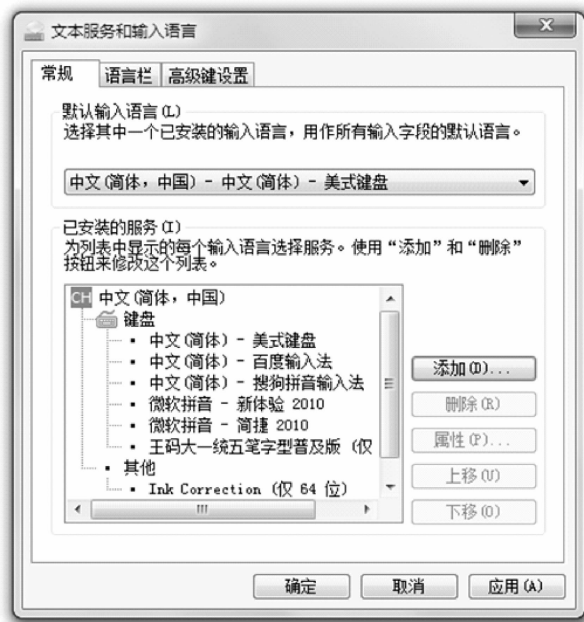 文本服务和输入语言
常规 语言栏 高级键设置
默认输入语言(L)
选择其中一个已安装的输入语言，用作所有输入字段的默认语言。
中文(简体，中国) - 中文(简体) - 美式键盘
已安装的服务(I)
为列表中显示的每个输入语言选择服务。使用“添加”和“删除”
按钮来修改这个列表。
CH 中文(简体，中国)
键盘
中文(简体) - 美式键盘
中文(简体) - 百度输入法
中文(简体) - 搜狗拼音输入法
微软拼音 - 新体验 2010
微软拼音 - 简捷 2010
王码大一统五笔字型普及版 (仅
其他
Ink Correction (仅 64 位)
添加(D)...
删除(R)
属性(P)...
上移(U)
下移(O)
确定 取消 应用(A)